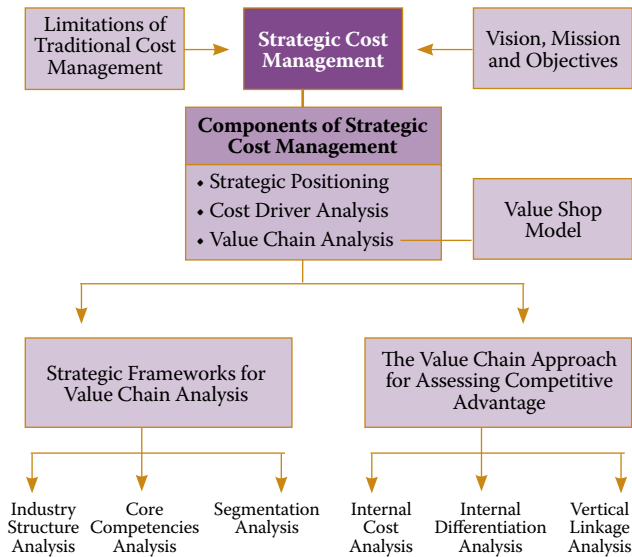 Limitations of
Traditional Cost
Management
Strategic Cost
Management
Vision, Mission
and Objectives
Components of Strategic
Cost Management
• Strategic Positioning
• Cost Driver Analysis
• Value Chain Analysis
Value Shop
Model
Strategic Frameworks for
Value Chain Analysis
The Value Chain Approach
for Assessing Competitive
Advantage
Industry
Structure
Analysis
Core
Competencies
Analysis
Segmentation
Analysis
Internal
Cost
Analysis
Internal
Differentiation
Analysis
Vertical
Linkage
Analysis